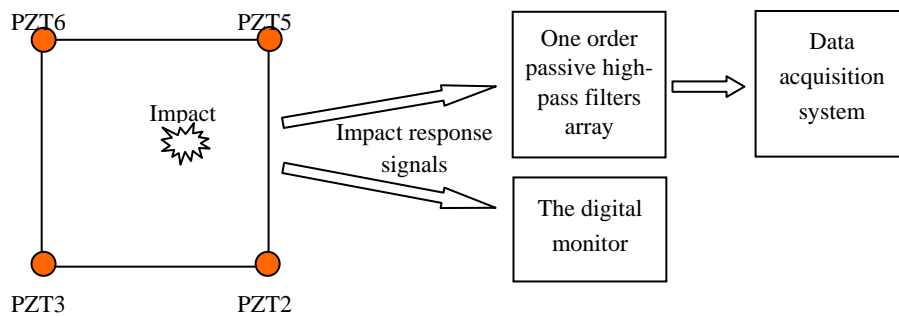 PZT6
PZT5
Impact
PZT3
PZT2
Impact response
signals
One order
passive high-
pass filters
array
Data
acquisition
system
The digital
monitor